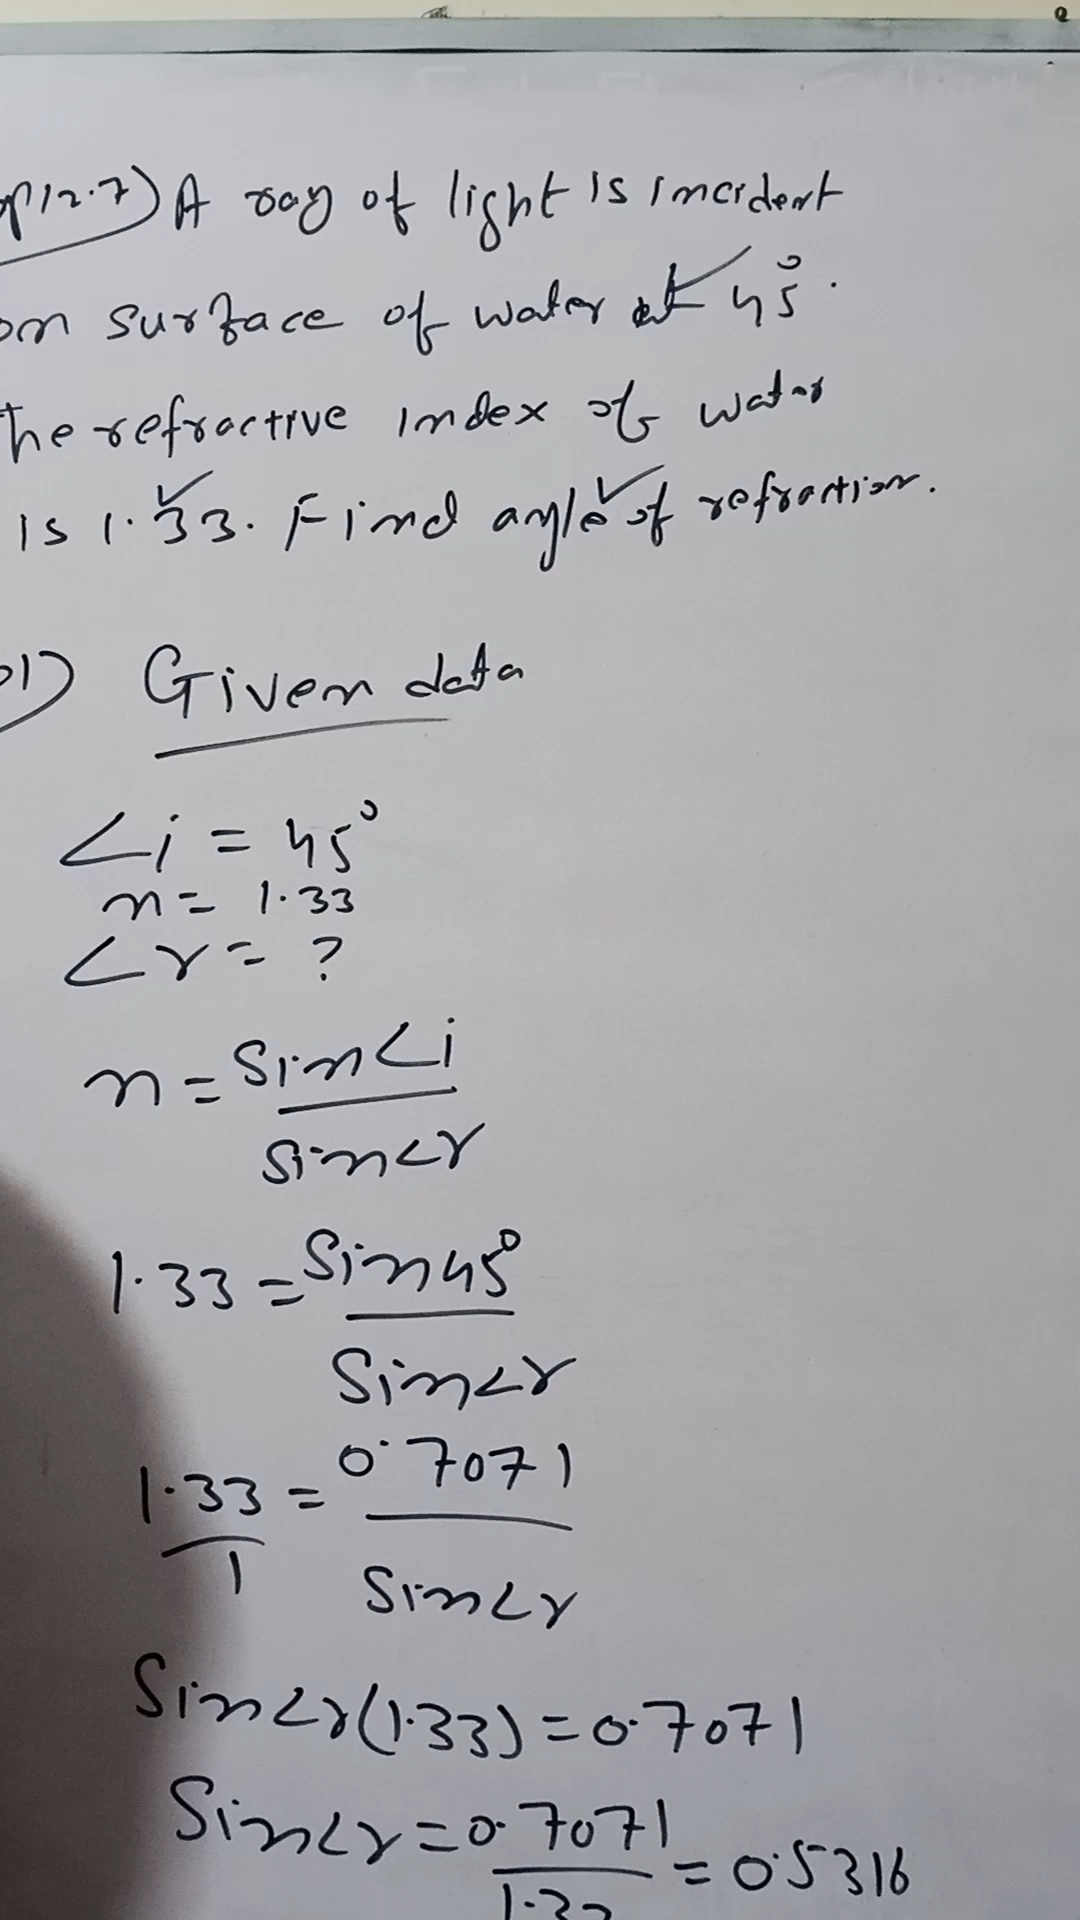 12.7) A ray of light is incident
on surface of water at 45°.
The refractive index of water
is 1.33. Find angle of refraction.
Given data
∠i = 45°
n = 1.33
∠r = ?
n = Sin∠i
Sin∠r
1.33 = Sin45°
Sin∠r
1.33 = 0.7071
1
Sin∠r
Sin∠r(1.33) = 0.7071
Sin∠r = 0.7071 = 0.5316
1.33